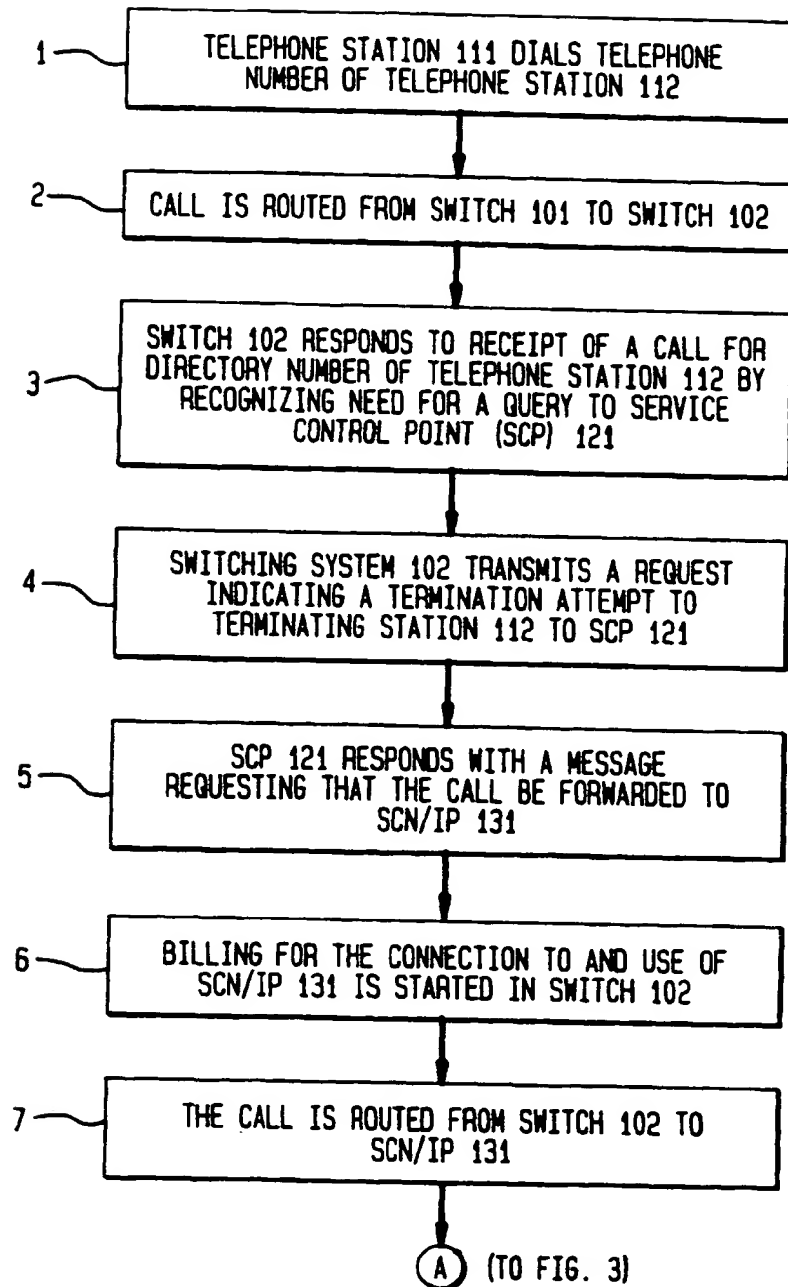 1
TELEPHONE STATION 111 DIALS TELEPHONE
NUMBER OF TELEPHONE STATION 112
2
CALL IS ROUTED FROM SWITCH 101 TO SWITCH 102
3
SWITCH 102 RESPONDS TO RECEIPT OF A CALL FOR
DIRECTORY NUMBER OF TELEPHONE STATION 112 BY
RECOGNIZING NEED FOR A QUERY TO SERVICE
CONTROL POINT (SCP) 121
4
SWITCHING SYSTEM 102 TRANSMITS A REQUEST
INDICATING A TERMINATION ATTEMPT TO
TERMINATING STATION 112 TO SCP 121
5
SCP 121 RESPONDS WITH A MESSAGE
REQUESTING THAT THE CALL BE FORWARDED TO
SCN/IP 131
6
BILLING FOR THE CONNECTION TO AND USE OF
SCN/IP 131 IS STARTED IN SWITCH 102
7
THE CALL IS ROUTED FROM SWITCH 102 TO
SCN/IP 131
A (TO FIG. 3)